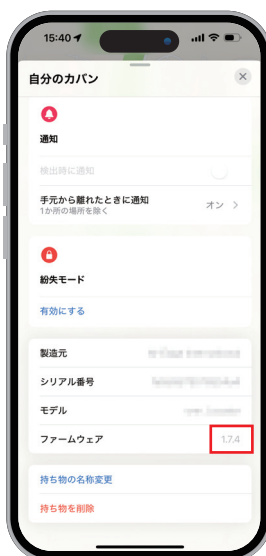 15:40
自分のカバン
通知
検出時に通知
手元から離れたときに通知
1か所の場所を除く
オン
紛失モード
有効にする
製造元
シリアル番号
モデル
ファームウェア 1.7.4
持ち物の名称変更
持ち物を削除